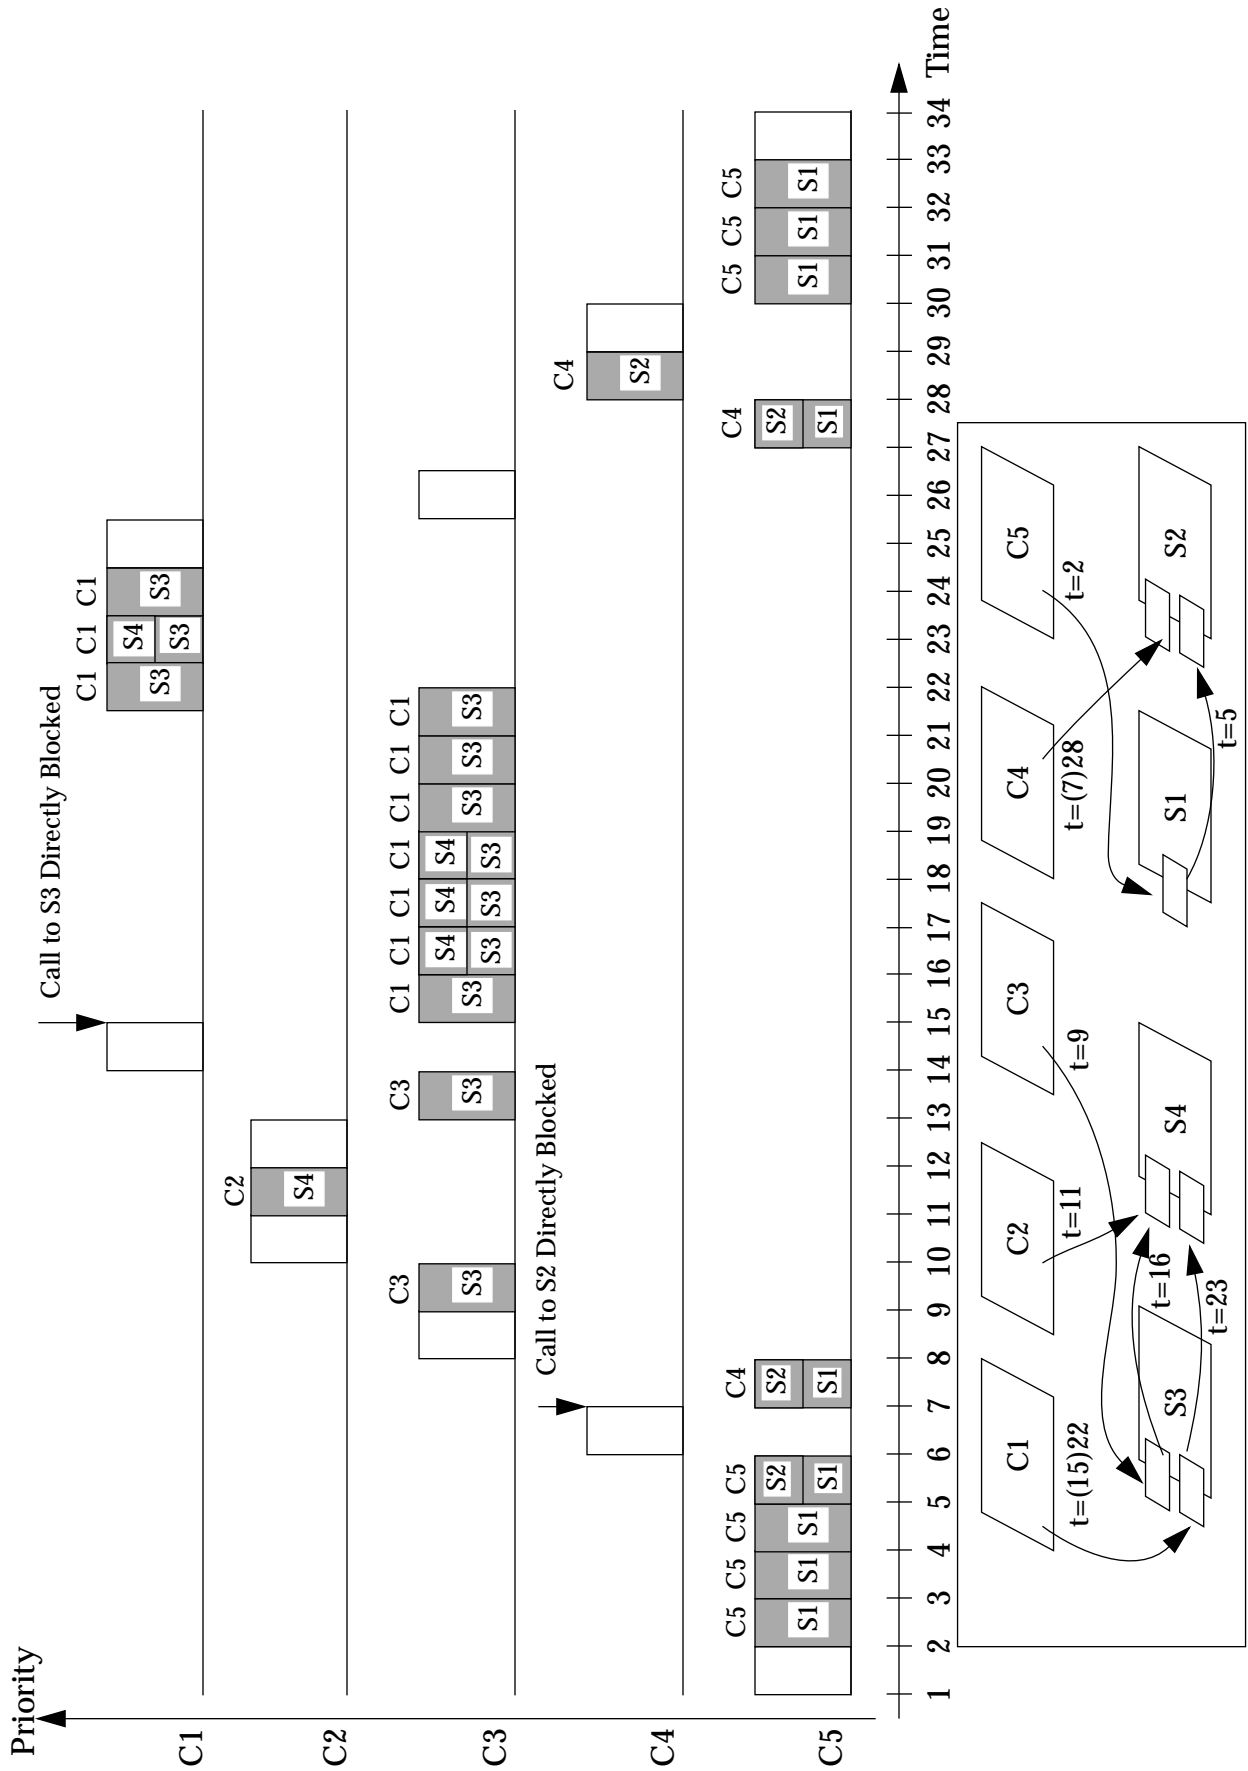 Priority
C1
Call to S3 Directly Blocked
C1 C1 C1
S3 S4 S3 S3
C2
C2
S4
C3
C3 C3 C1 C1 C1 C1 C1 C1 C1
S3 S3 S3 S4 S4 S4 S3 S3 S3
S3 S3 S3
C4
Call to S2 Directly Blocked
C4
S2
C5
C5 C5 C5 C5 C4 C4 C5 C5 C5
S1 S1 S1 S2 S2 S2 S1 S1 S1
S1 S1 S1
1 2 3 4 5 6 7 8 9 10 11 12 13 14 15 16 17 18 19 20 21 22 23 24 25 26 27 28 29 30 31 32 33 34 Time
C1 C2 C3 C4 C5
t=(15)22 t=11 t=9 t=(7)28 t=2
t=16
S3 S4 S1 S2
t=23 t=5